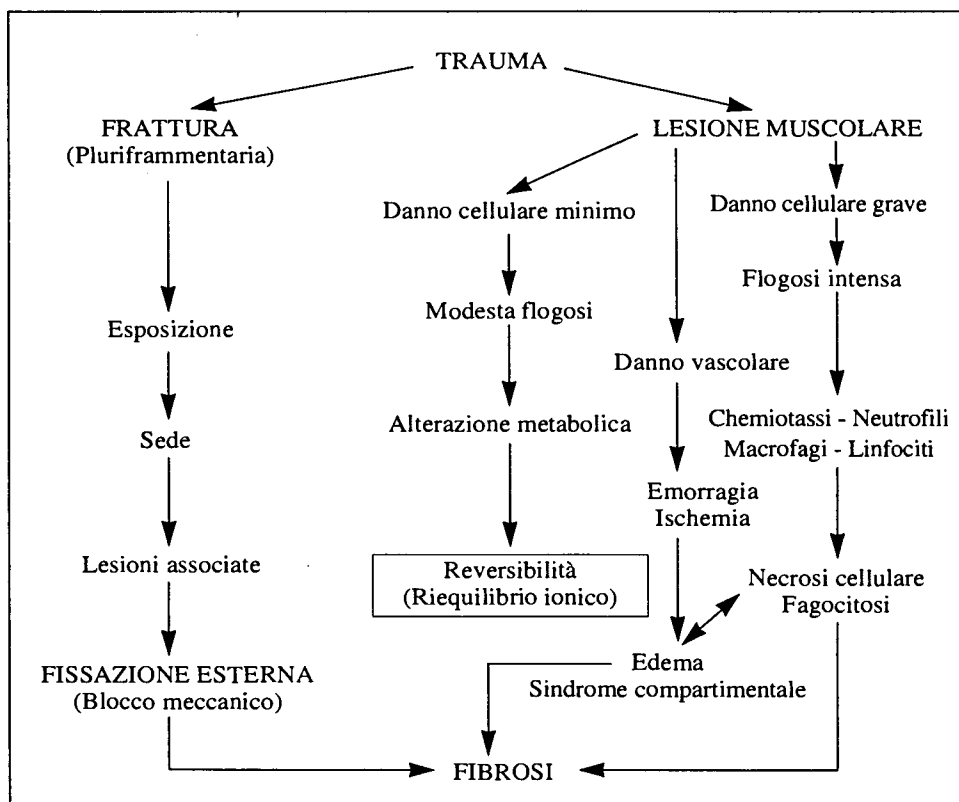 TRAUMA
FRATTURA
(Pluriframmentaria)
LESIONE MUSCOLARE
Danno cellulare minimo
Danno cellulare grave
Flogosi intensa
Modesta flogosi
Esposizione
Danno vascolare
Alterazione metabolica
Chemiotassi - Neutrofili
Macrofagi - Linfociti
Sede
Emorragia
Ischemia
Lesioni associate
Reversibilità
(Riequilibrio ionico)
Necrosi cellulare
Fagocitosi
FISSAZIONE ESTERNA
(Blocco meccanico)
Edema
Sindrome compartimentale
FIBROSI